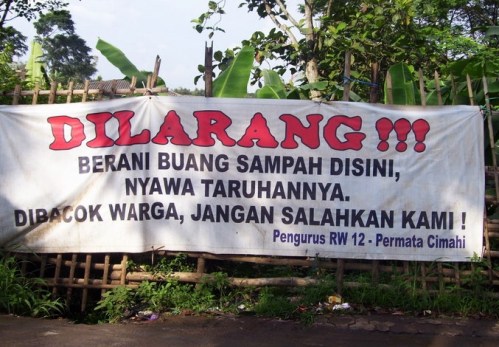 DILARANG!!!
BERANI BUANG SAMPAH DISINI,
NYAWA TARUHANNYA.
DIBACOK WARGA, JANGAN SALAHKAN KAMI !
Pengurus RW 12 - Permata Cimahi